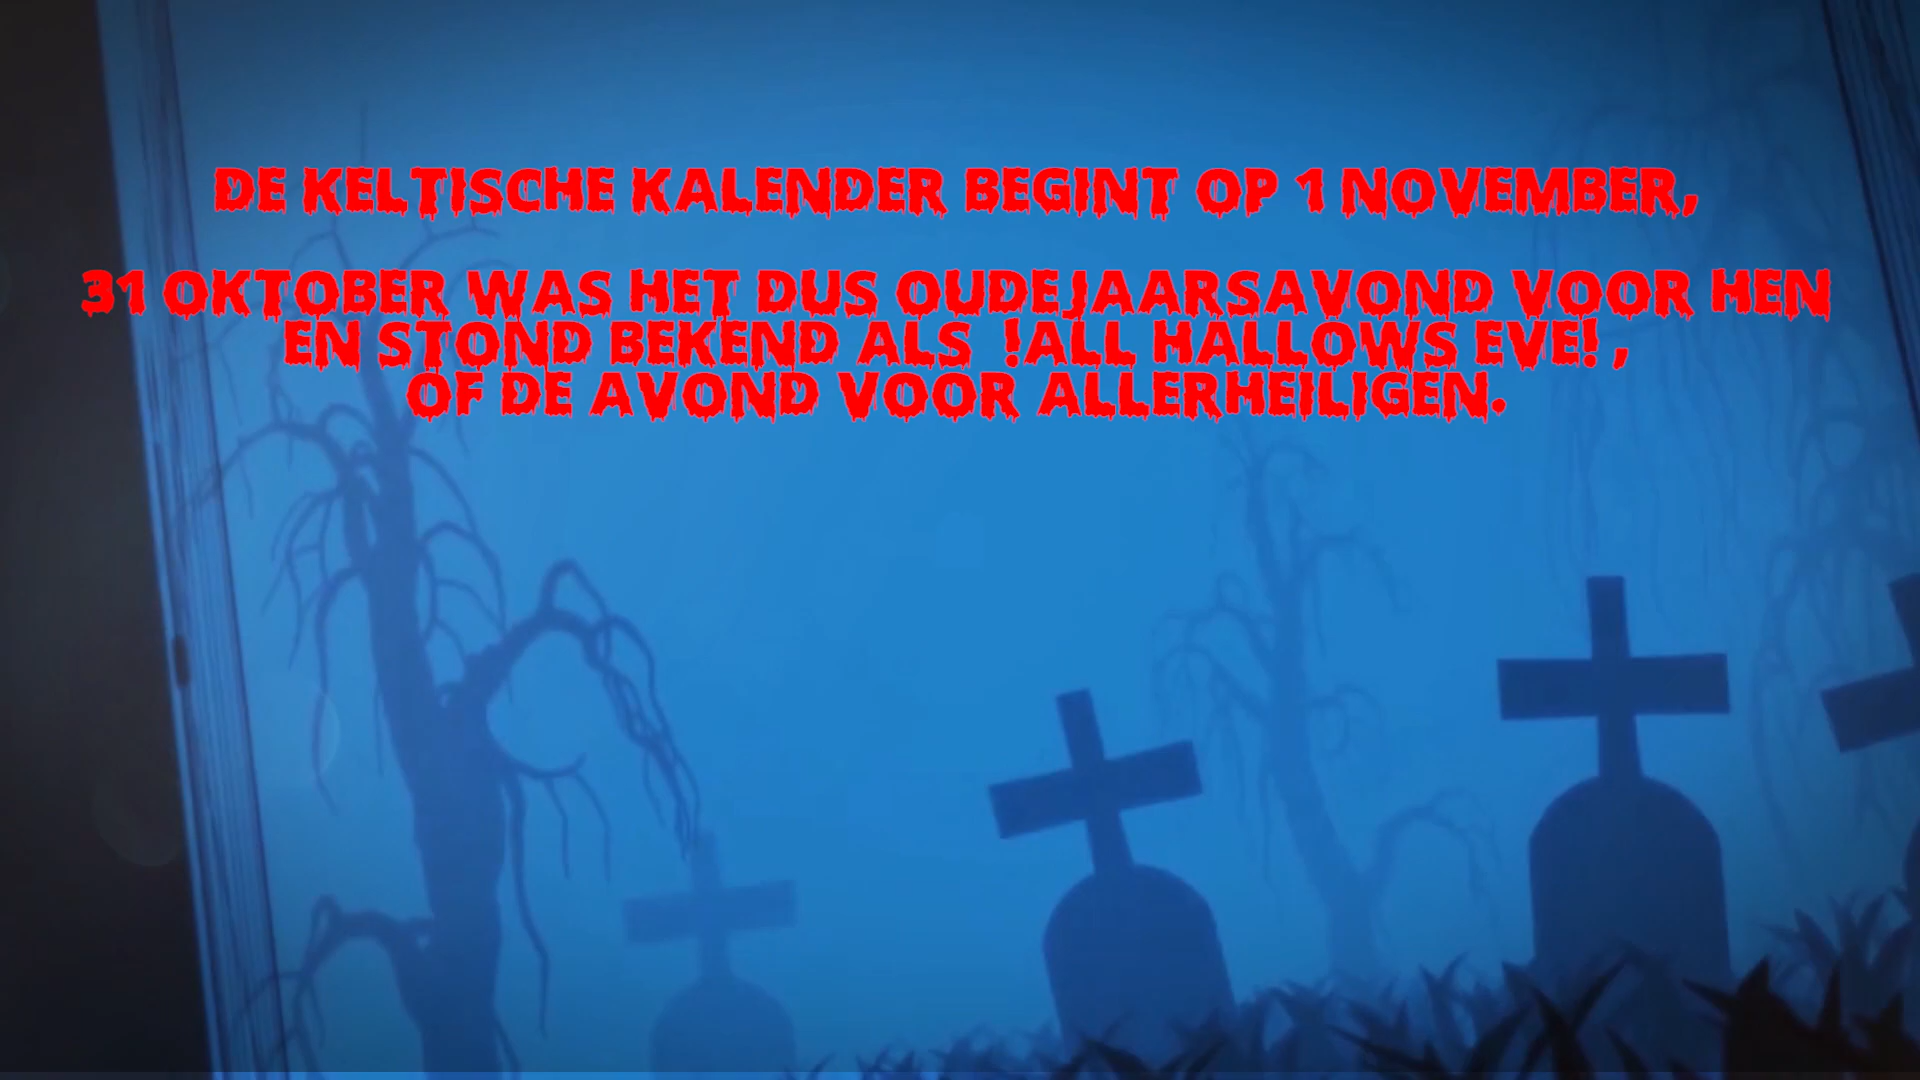 DE KELTISCHE KALENDER BEGINT OP 1 NOVEMBER,
31 OKTOBER WAS HET DUS OUDEJAARSAVOND VOOR HEN
EN STOND BEKEND ALS !ALL HALLOWS EVE! ,
OF DE AVOND VOOR ALLERHEILIGEN.